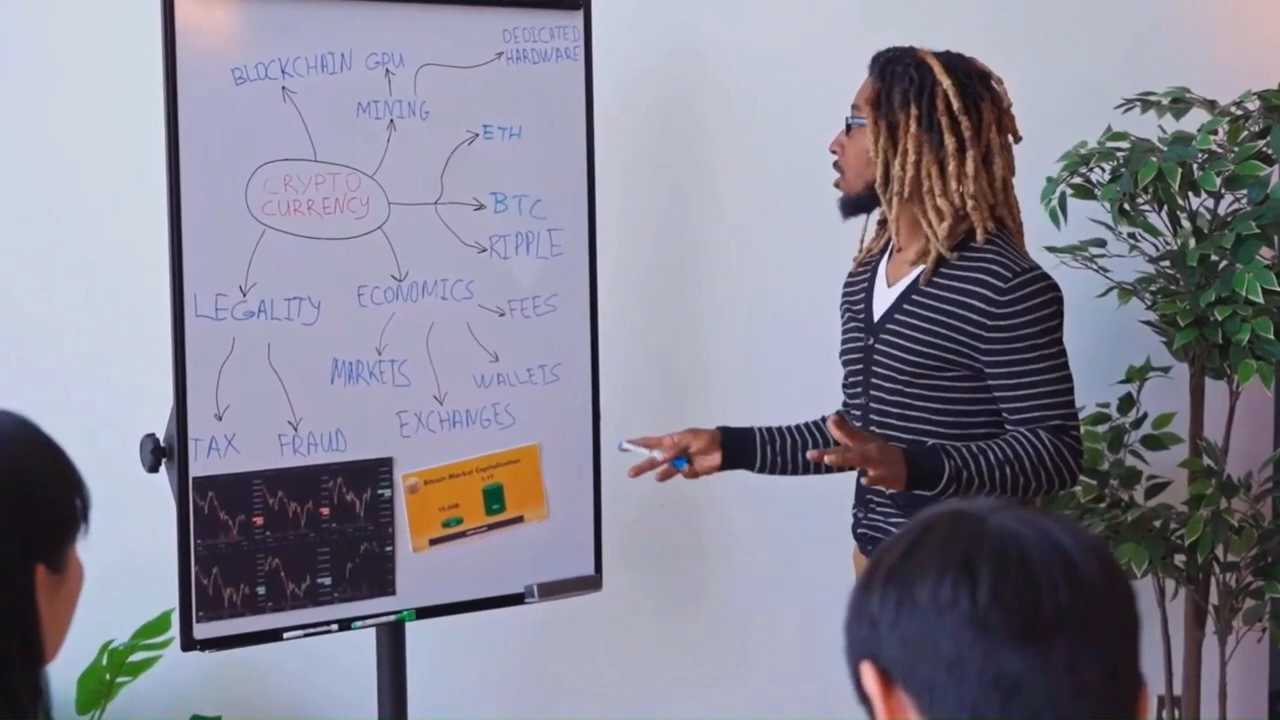 DEDICATED
HARDWARE
BLOCKCHAIN GPU
MINING
ETH
CRYPTO
CURRENCY
BTC
RIPPLE
LEGALITY
ECONOMICS
FEES
MARKETS
WALLETS
EXCHANGES
TAX
FRAUD
Bitcoin Market Capitalization